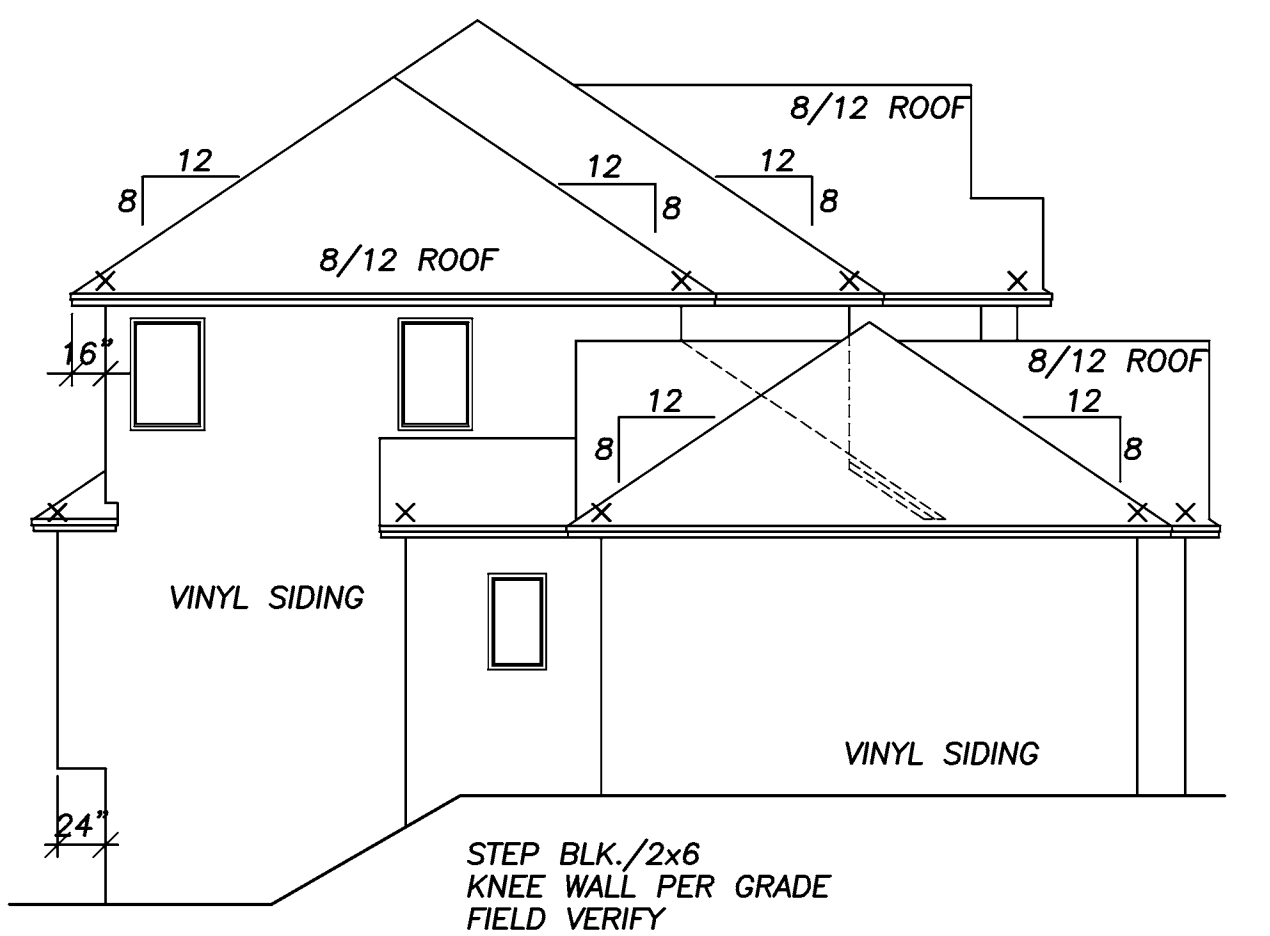 8/12 ROOF
12
8
12
8
12
8
8/12 ROOF
16”
8/12 ROOF
12
8
12
8
VINYL SIDING
VINYL SIDING
24”
STEP BLK./2x6
KNEE WALL PER GRADE
FIELD VERIFY